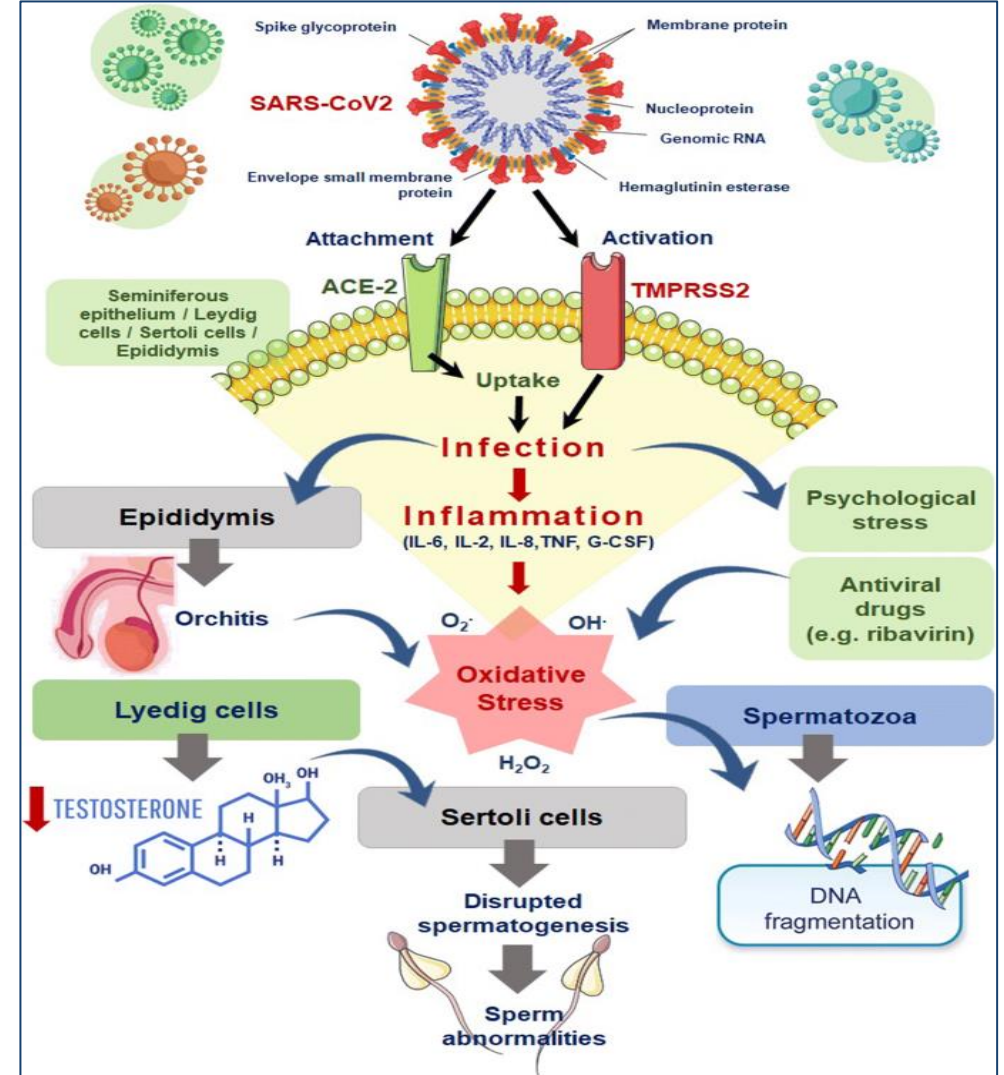 Spike glycoprotein
Membrane protein
SARS-CoV2
Nucleoprotein
Genomic RNA
Envelope small membrane
protein
Hemaglutinin esterase
Attachment
Activation
ACE-2
TMPRSS2
Seminiferous
epithelium / Leydig
cells / Sertoli cells /
Epididymis
Uptake
Infection
Inflammation
(IL-6, IL-2, IL-8,TNF, G-CSF)
Epididymis
Psychological
stress
Orchitis
Antiviral
drugs
(e.g. ribavirin)
O₂·
OH·
Oxidative
Stress
H₂O₂
Lyedig cells
Spermatozoa
TESTOSTERONE
OH₃
OH
H
H
H
OH
Sertoli cells
Disrupted
spermatogenesis
DNA
fragmentation
Sperm
abnormalities